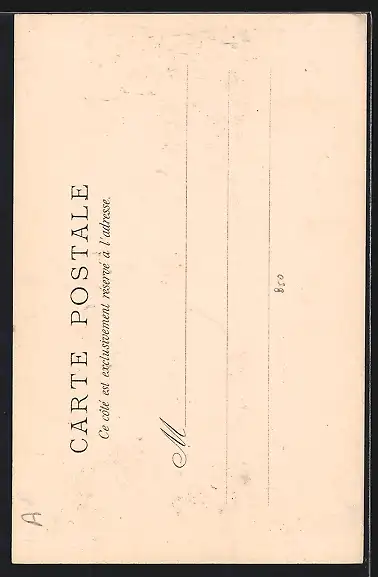 CARTE POSTALE
Ce côté est exclusivement réservé à l'adresse.
M
850
A